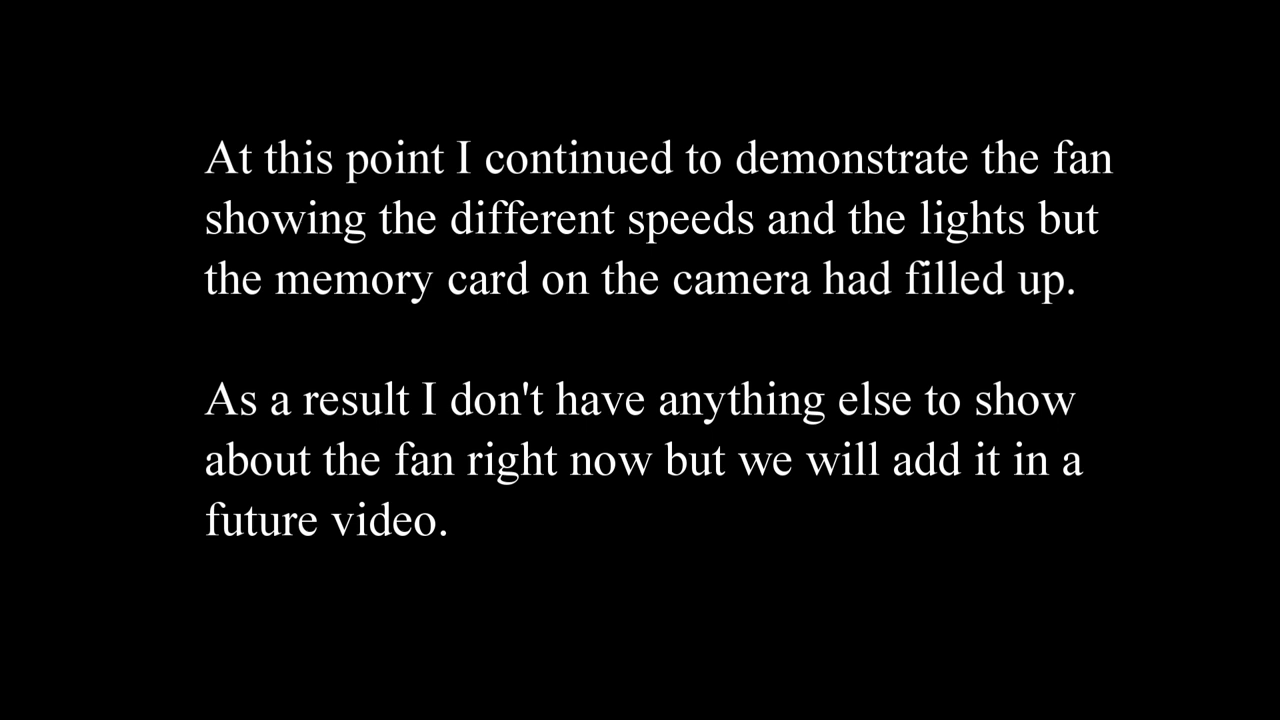 At this point I continued to demonstrate the fan
showing the different speeds and the lights but
the memory card on the camera had filled up.
As a result I don't have anything else to show
about the fan right now but we will add it in a
future video.